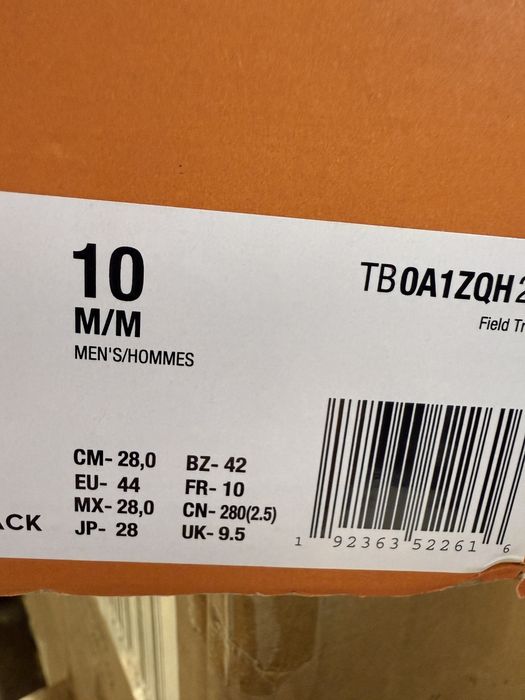 10
M/M
MEN'S/HOMMES
TB0A1ZQH2
Field Tr
CM- 28,0 BZ- 42
EU- 44 FR- 10
MX- 28,0 CN- 280(2.5)
JP- 28 UK- 9.5
ACK
1 92363 52261 6